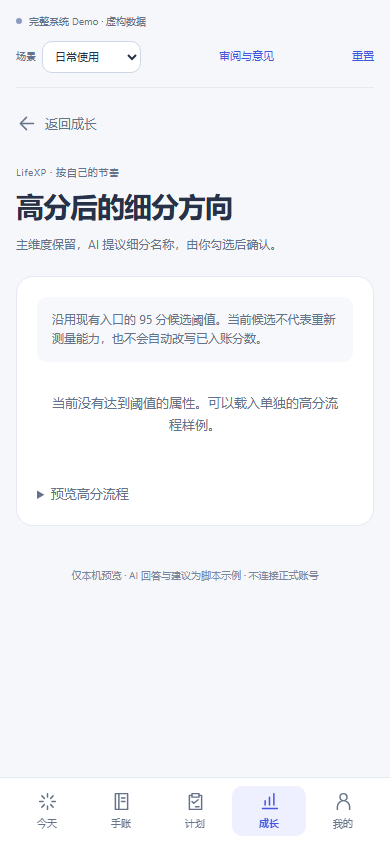 完整系统 Demo · 虚构数据
场景
日常使用
审阅与意见
重置
返回成长
LifeXP · 按自己的节奏
高分后的细分方向
主维度保留，AI 提议细分名称，由你勾选后确认。
沿用现有入口的 95 分候选阈值。当前候选不代表重新
测量能力，也不会自动改写已入账分数。
当前没有达到阈值的属性。可以载入单独的高分流
程样例。
预览高分流程
仅本机预览 · AI 回答与建议为脚本示例 · 不连接正式账号
今天
手账
计划
成长
我的